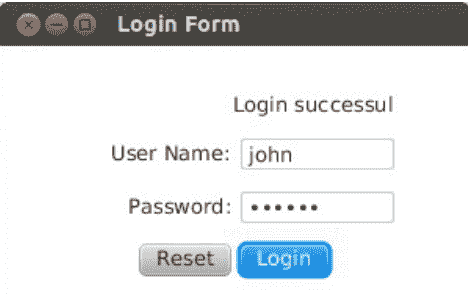 Login Form
Login successul
User Name: john
Password: ••••••
Reset Login